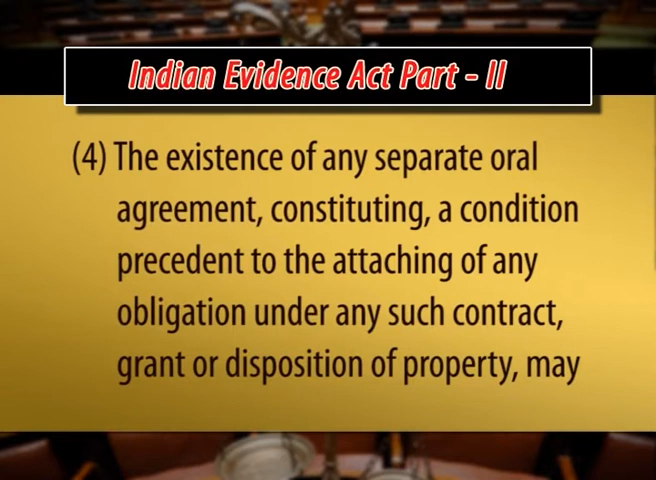 Indian Evidence Act Part - II
(4) The existence of any separate oral
agreement, constituting, a condition
precedent to the attaching of any
obligation under any such contract,
grant or disposition of property, may